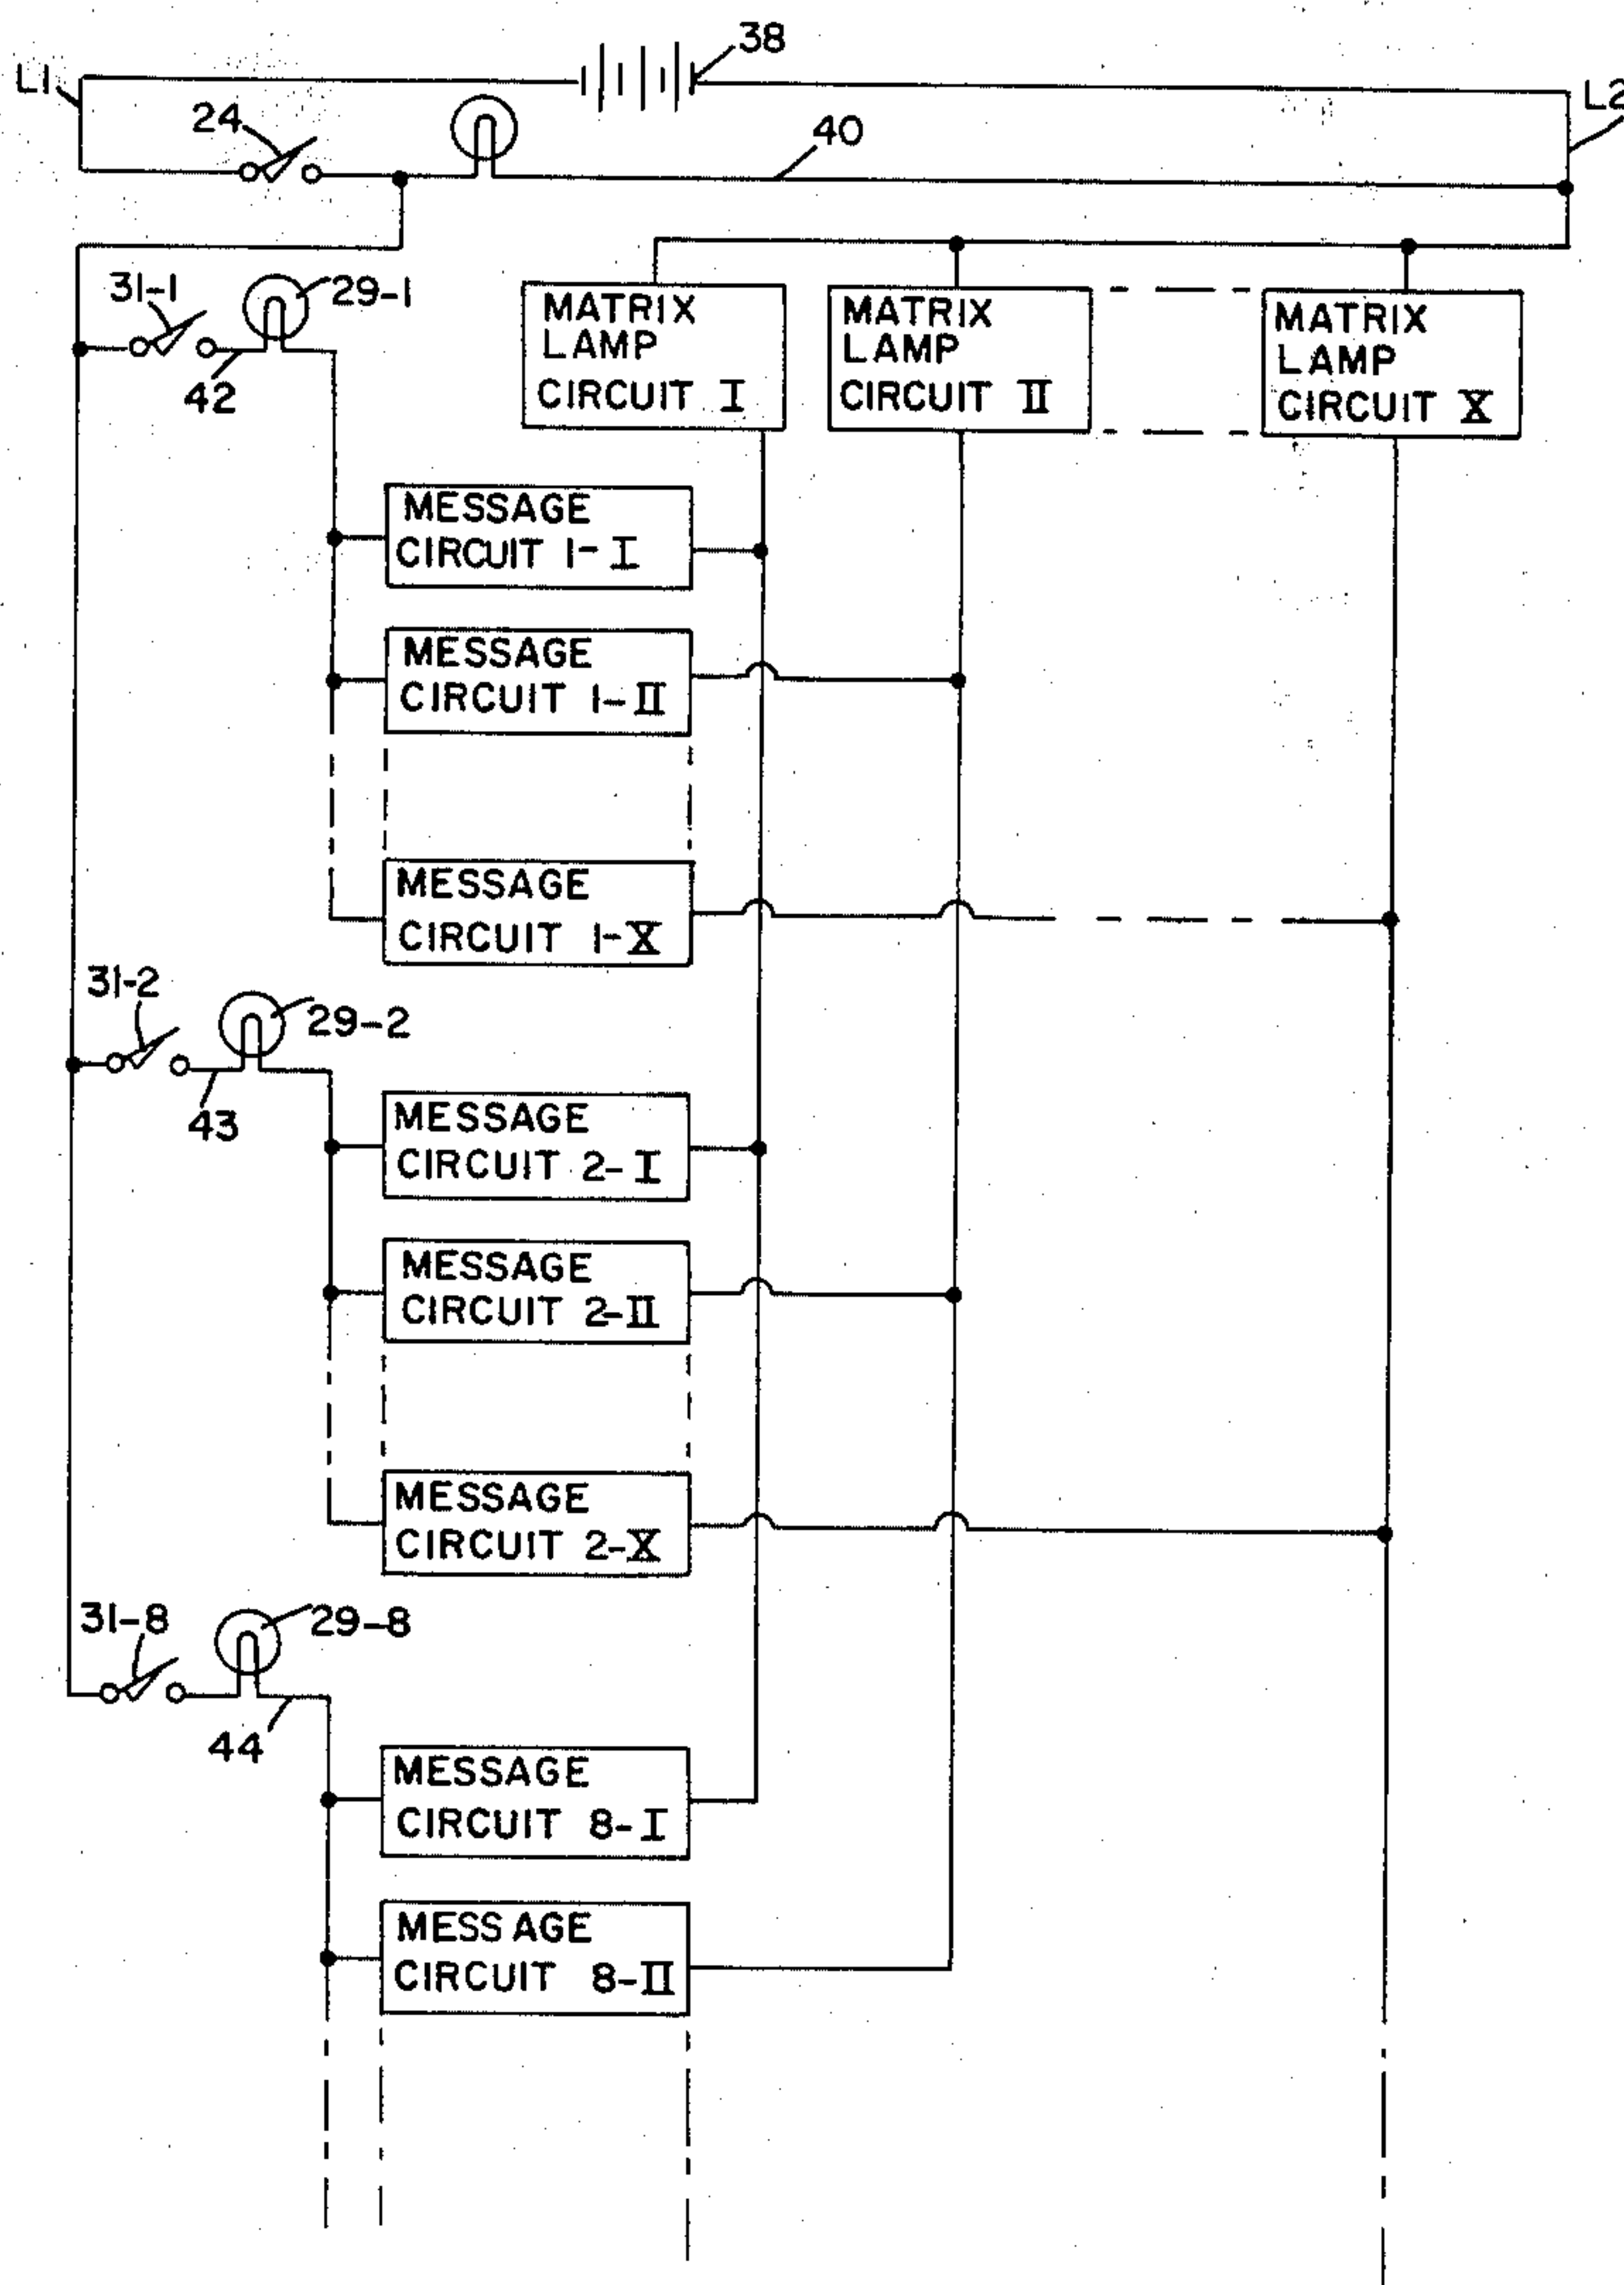 38
L1
L2
24
40
31-1
29-1
42
MATRIX
LAMP
CIRCUIT I
MATRIX
LAMP
CIRCUIT II
MATRIX
LAMP
CIRCUIT X
MESSAGE
CIRCUIT 1-I
MESSAGE
CIRCUIT 1-II
MESSAGE
CIRCUIT 1-X
31-2
29-2
43
MESSAGE
CIRCUIT 2-I
MESSAGE
CIRCUIT 2-II
MESSAGE
CIRCUIT 2-X
31-8
29-8
44
MESSAGE
CIRCUIT 8-I
MESSAGE
CIRCUIT 8-II